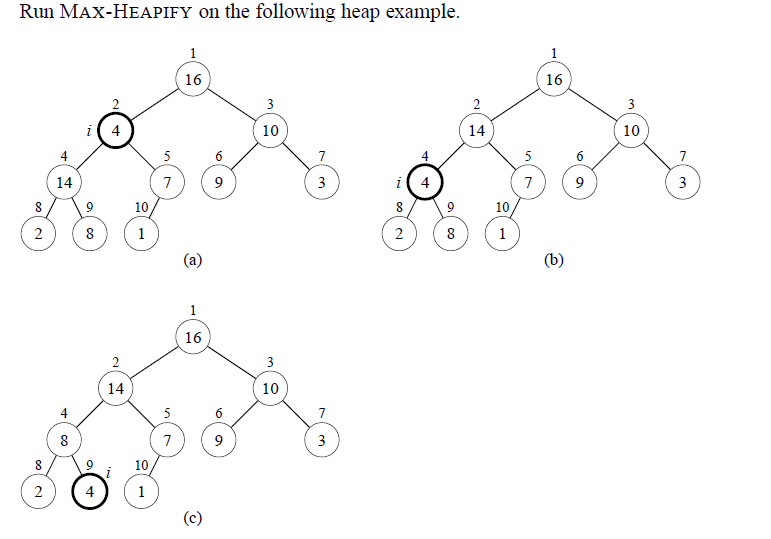 Run MAX-HEAPIFY on the following heap example.
1
16
2 3
i 4 10
4 5 6 7
14 7 9 3
8 9 10
2 8 1
(a)
1
16
2 3
14 10
4 5 6 7
i 4 7 9 3
8 9 10
2 8 1
(b)
1
16
2 3
14 10
4 5 6 7
8 7 9 3
8 9 i 10
2 4 1
(c)